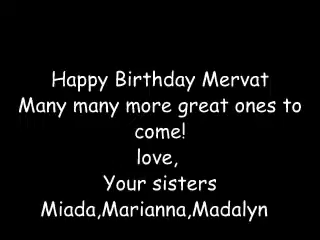 Happy Birthday Mervat
Many many more great ones to
come!
love,
Your sisters
Miada,Marianna,Madalyn